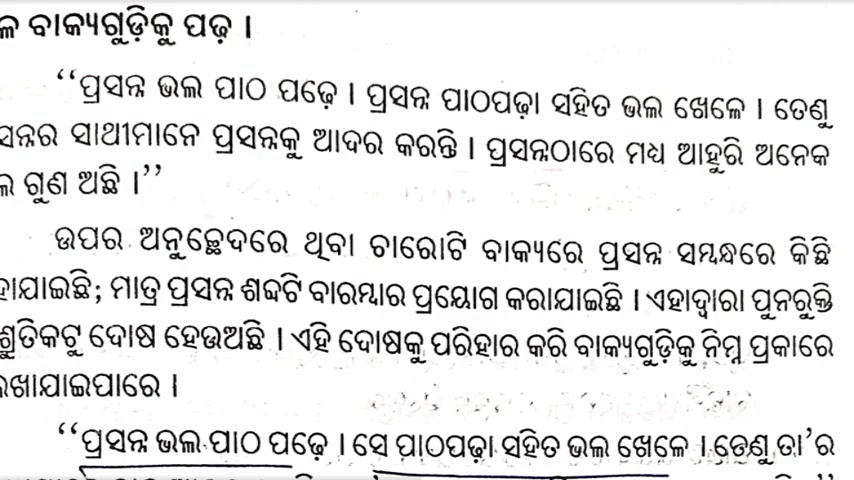 ବାକ୍ୟଗୁଡ଼ିକୁ ପଢ଼ ।
“ପ୍ରସନ୍ନ ଭଲ ପାଠ ପଢ଼େ । ପ୍ରସନ୍ନ ପାଠପଢ଼ା ସହିତ ଭଲ ଖେଳେ । ତେଣୁ
ସନ୍ନର ସାଥୀମାନେ ପ୍ରସନ୍ନକୁ ଆଦର କରନ୍ତି । ପ୍ରସନ୍ନଠାରେ ମଧ୍ୟ ଆହୁରି ଅନେକ
ଲ ଗୁଣ ଅଛି ।”
ଉପର ଅନୁଚ୍ଛେଦରେ ଥିବା ଚାରୋଟି ବାକ୍ୟରେ ପ୍ରସନ୍ନ ସମ୍ବନ୍ଧରେ କିଛି
ହାଯାଇଛି; ମାତ୍ର ପ୍ରସନ୍ନ ଶବ୍ଦଟି ବାରମ୍ବାର ପ୍ରୟୋଗ କରାଯାଇଛି । ଏହାଦ୍ୱାରା ପୁନରୁକ୍ତି
ଶ୍ରୁତିକଟୁ ଦୋଷ ହେଉଅଛି । ଏହି ଦୋଷକୁ ପରିହାର କରି ବାକ୍ୟଗୁଡ଼ିକୁ ନିମ୍ନ ପ୍ରକାରେ
ଖାଯାଇପାରେ ।
“ପ୍ରସନ୍ନ ଭଲ ପାଠ ପଢ଼େ । ସେ ପାଠପଢ଼ା ସହିତ ଭଲ ଖେଳେ । ତେଣୁ ତା’ର